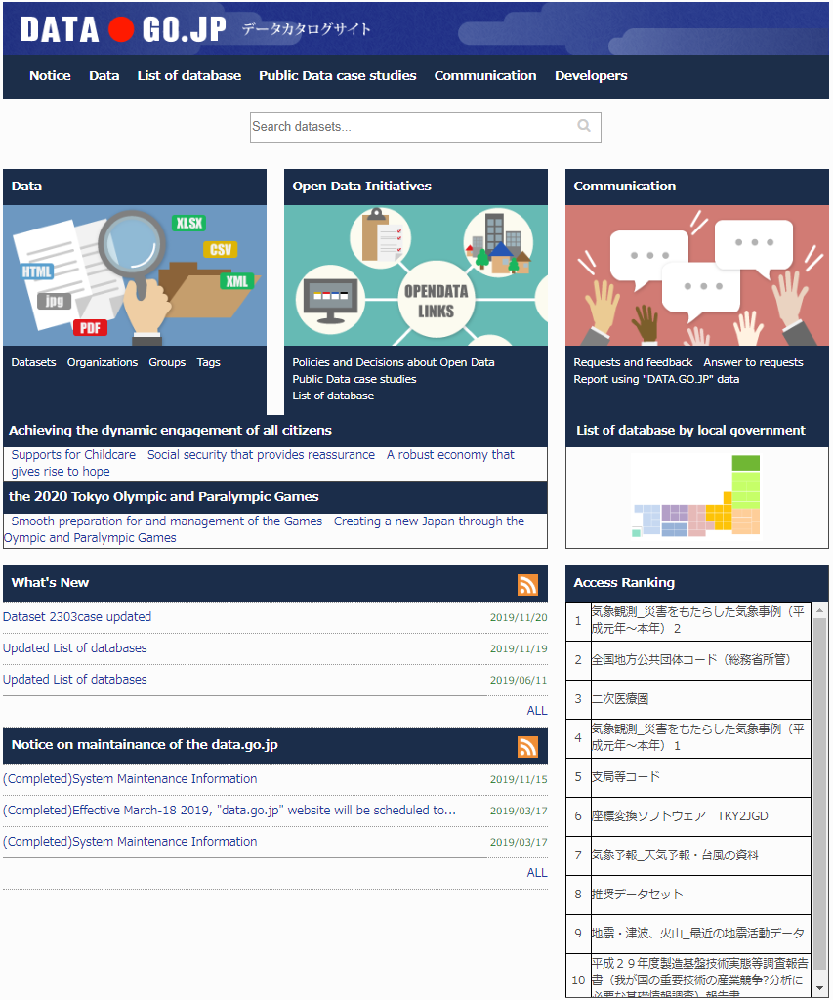 DATA GO.JP データカタログサイト
Notice Data List of database Public Data case studies Communication Developers
Search datasets...
Data
XLSX
CSV
HTML
XML
jpg
PDF
Datasets Organizations Groups Tags
Open Data Initiatives
OPENDATA
LINKS
Policies and Decisions about Open Data
Public Data case studies
List of database
Communication
Requests and feedback Answer to requests
Report using "DATA.GO.JP" data
Achieving the dynamic engagement of all citizens
Supports for Childcare Social security that provides reassurance A robust economy that
gives rise to hope
the 2020 Tokyo Olympic and Paralympic Games
Smooth preparation for and management of the Games Creating a new Japan through the
Oympic and Paralympic Games
List of database by local government
What's New
Dataset 2303case updated 2019/11/20
Updated List of databases 2019/11/19
Updated List of databases 2019/06/11
ALL
Notice on maintainance of the data.go.jp
(Completed)System Maintenance Information 2019/11/15
(Completed)Effective March-18 2019, "data.go.jp" website will be scheduled to... 2019/03/17
(Completed)System Maintenance Information 2019/03/17
ALL
Access Ranking
1 気象観測_災害をもたらした気象事例（平
成元年～本年）２
2 全国地方公共団体コード（総務省所管）
3 二次医療圏
4 気象観測_災害をもたらした気象事例（平
成元年～本年）１
5 支局等コード
6 座標変換ソフトウェア　TKY2JGD
7 気象予報_天気予報・台風の資料
8 推奨データセット
9 地震・津波、火山_最近の地震活動データ
10 平成２９年度製造基盤技術実態等調査報告
書（我が国の重要技術の産業競争?分析に
必要な基礎情報調査）報告書